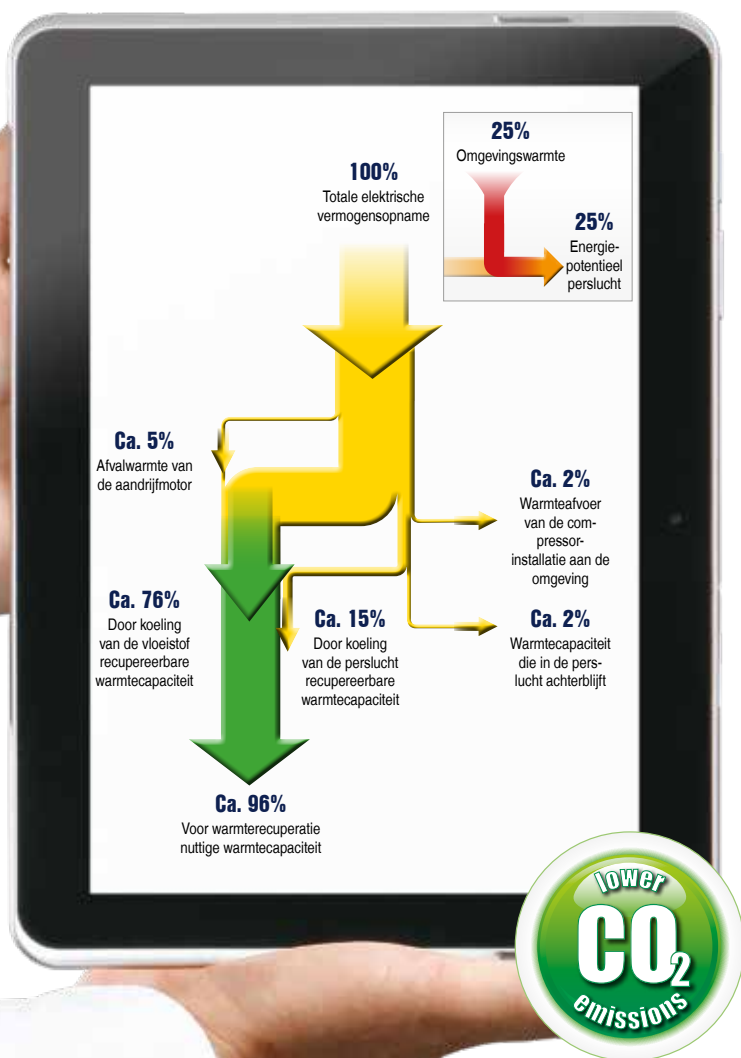 25%
Omgevingswarmte
100%
Totale elektrische
vermogensopname
25%
Energie-
potentieel
perslucht
Ca. 5%
Afvalwarmte van
de aandrijfmotor
Ca. 2%
Warmteafvoer
van de com-
pressor-
installatie aan de
omgeving
Ca. 76%
Door koeling
van de vloeistof
recupereerbare
warmtecapaciteit
Ca. 15%
Door koeling
van de perslucht
recupereerbare
warmtecapaciteit
Ca. 2%
Warmtecapaciteit
die in de pers-
lucht achterblijft
Ca. 96%
Voor warmterecuperatie
nuttige warmtecapaciteit
lower
CO2
emissions